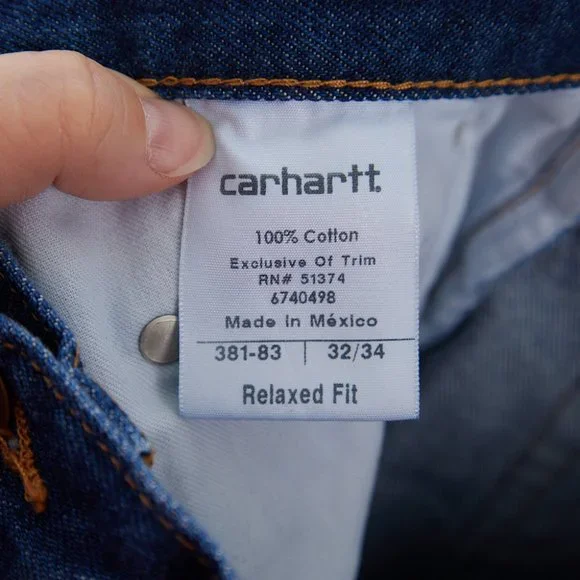 carhartt.
100% Cotton
Exclusive Of Trim
RN# 51374
6740498
Made in México
381-83 | 32/34
Relaxed Fit